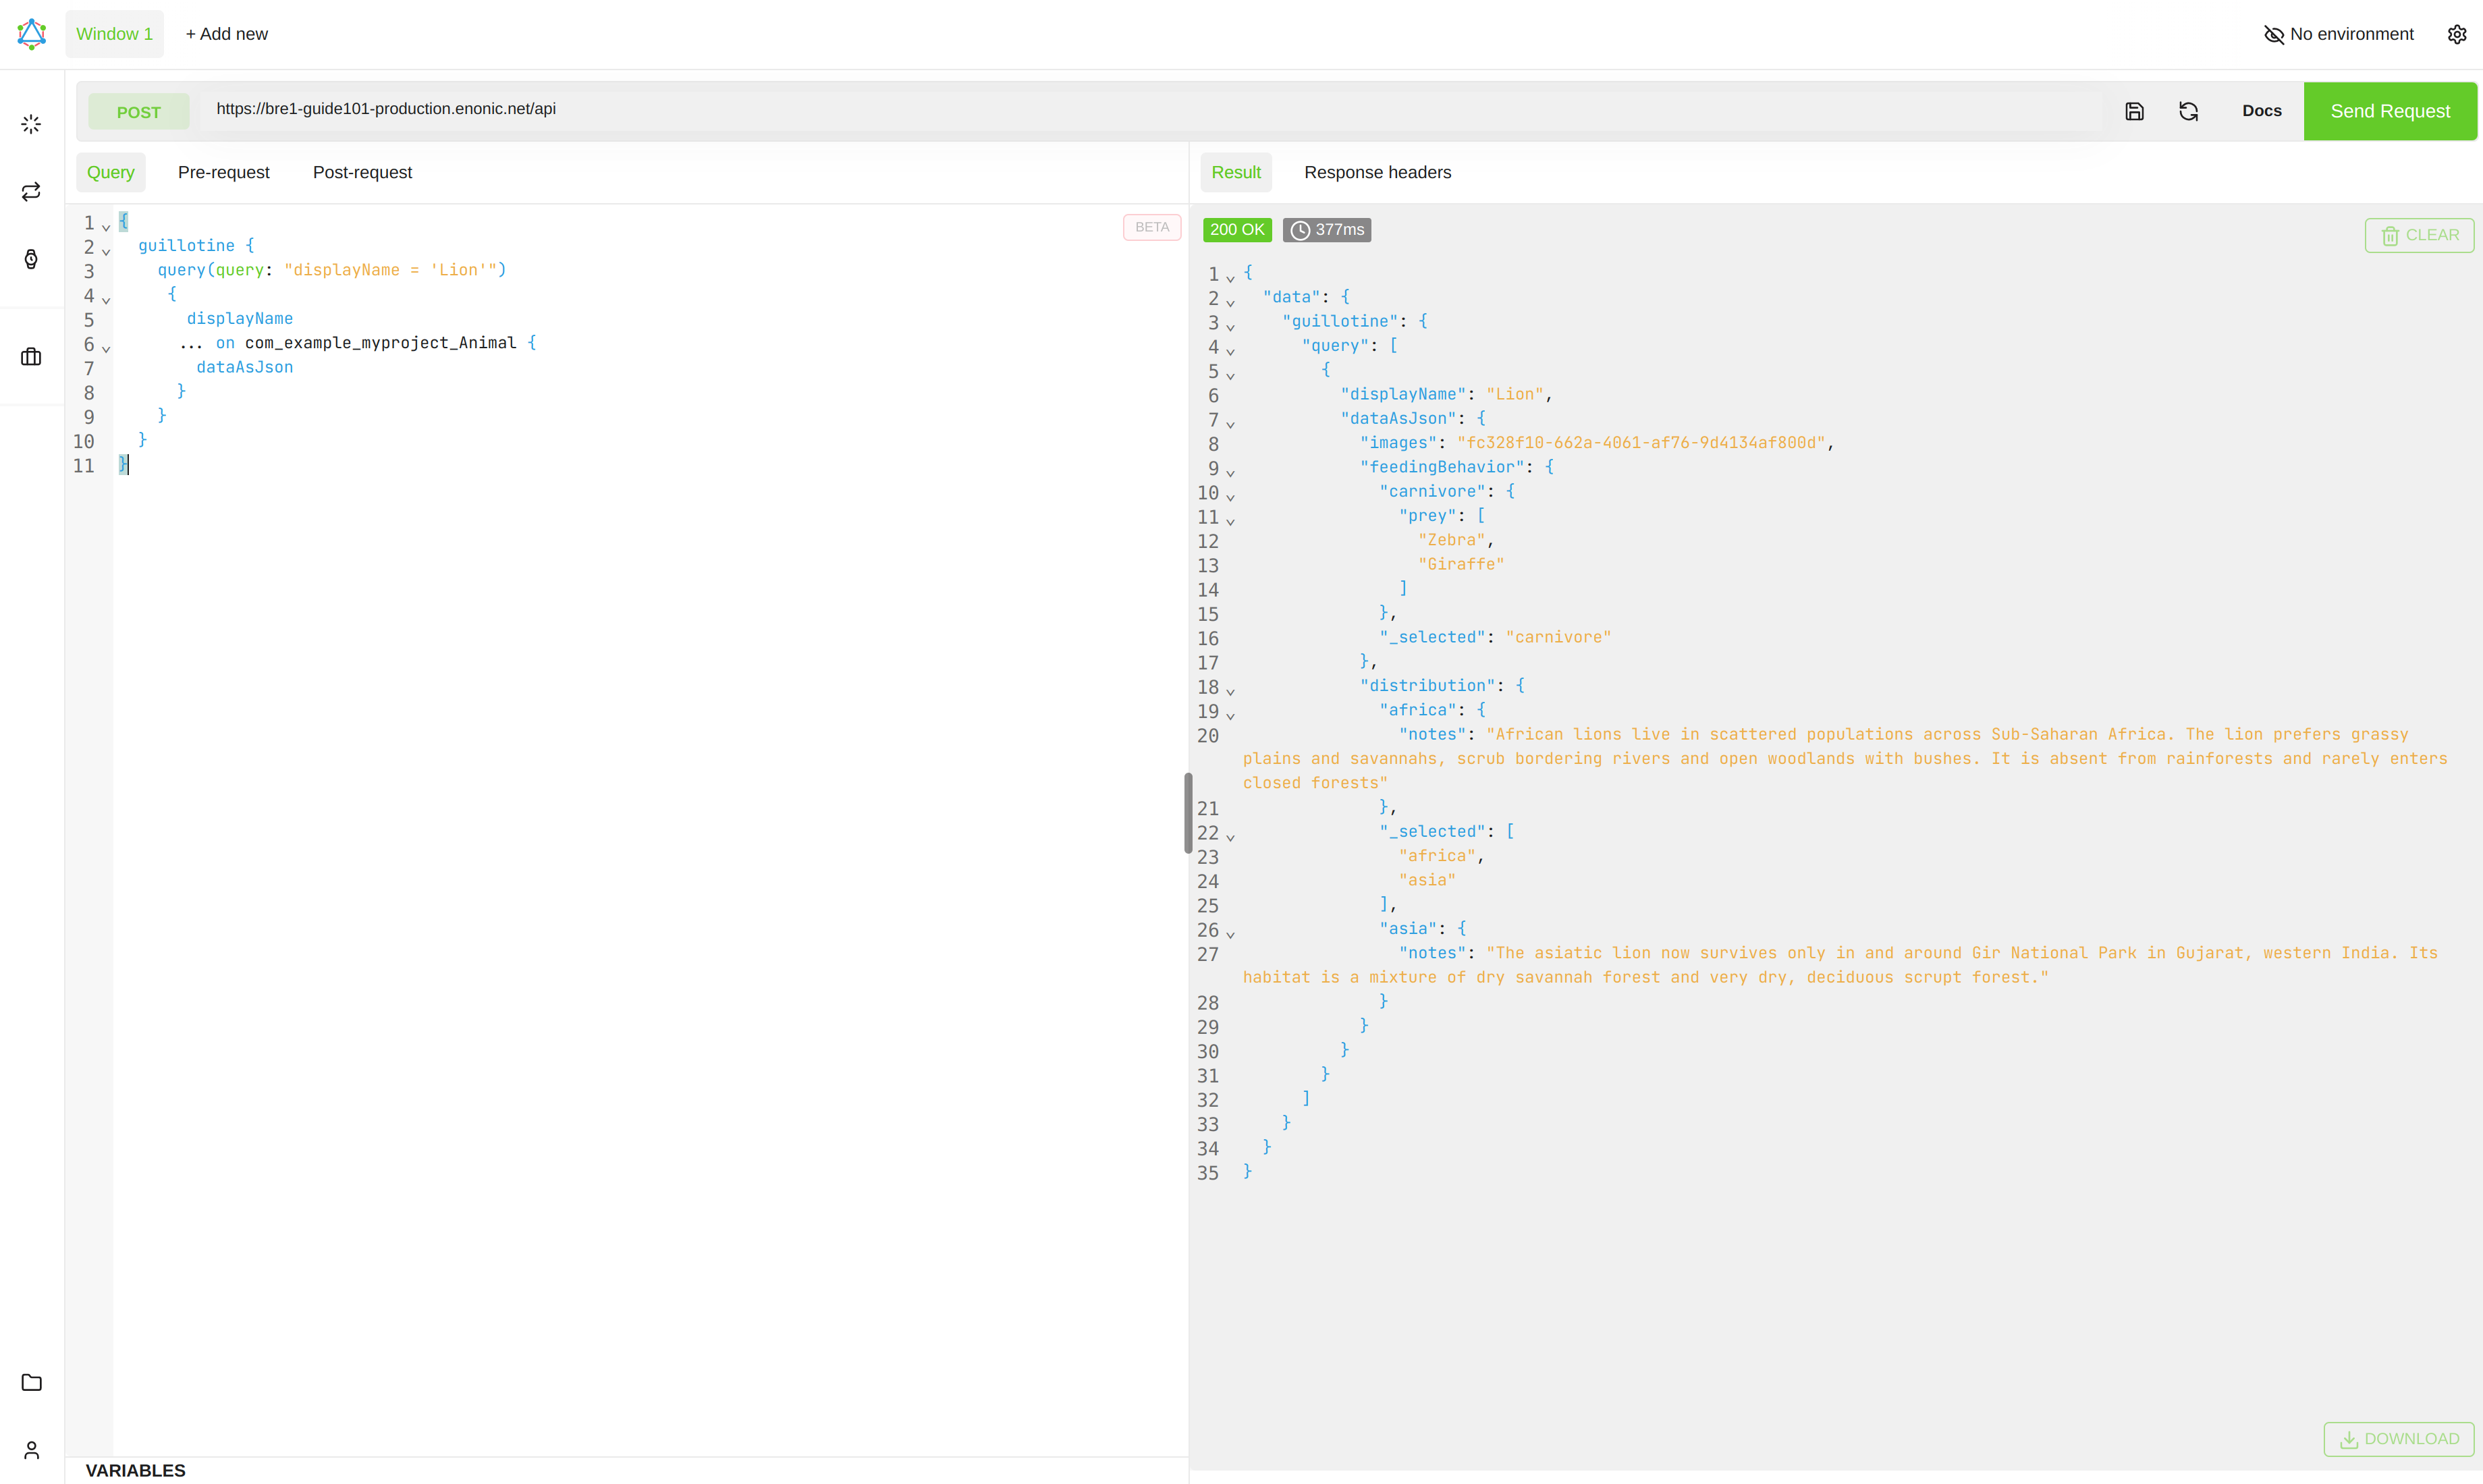 Window 1
+ Add new
No environment
POST
https://bre1-guide101-production.enonic.net/api
Docs
Send Request
Query
Pre-request
Post-request
Result
Response headers
BETA
1 {
2 guillotine {
3 query(query: "displayName = 'Lion'")
4 {
5 displayName
6 ... on com_example_myproject_Animal {
7 dataAsJson
8 }
9 }
10 }
11 }
VARIABLES
200 OK
377ms
CLEAR
1 {
2 "data": {
3 "guillotine": {
4 "query": [
5 {
6 "displayName": "Lion",
7 "dataAsJson": {
8 "images": "fc328f10-662a-4061-af76-9d4134af800d",
9 "feedingBehavior": {
10 "carnivore": {
11 "prey": [
12 "Zebra",
13 "Giraffe"
14 ]
15 },
16 "_selected": "carnivore"
17 },
18 "distribution": {
19 "africa": {
20 "notes": "African lions live in scattered populations across Sub-Saharan Africa. The lion prefers grassy
plains and savannahs, scrub bordering rivers and open woodlands with bushes. It is absent from rainforests and rarely enters
closed forests"
21 },
22 "_selected": [
23 "africa",
24 "asia"
25 ],
26 "asia": {
27 "notes": "The asiatic lion now survives only in and around Gir National Park in Gujarat, western India. Its
habitat is a mixture of dry savannah forest and very dry, deciduous scrupt forest."
28 }
29 }
30 }
31 }
32 ]
33 }
34 }
35 }
DOWNLOAD